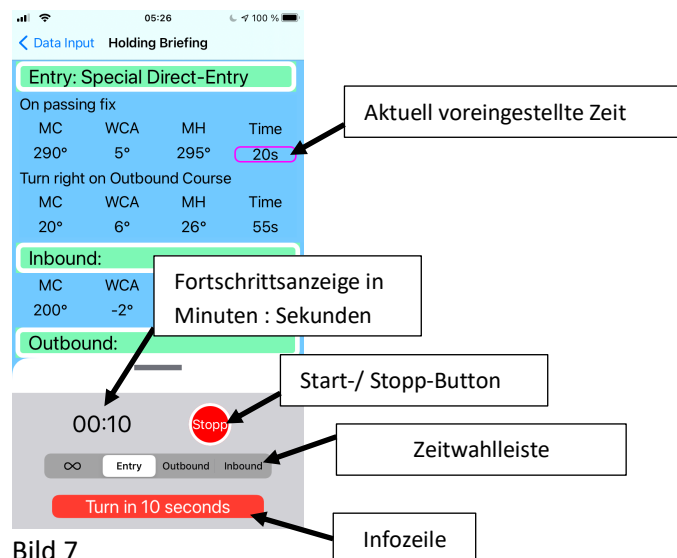 05:26 100 %
Data Input Holding Briefing
Entry: Special Direct-Entry
On passing fix
MC WCA MH Time
290° 5° 295° 20s
Turn right on Outbound Course
MC WCA MH Time
20° 6° 26° 55s
Inbound:
MC WCA
200° -2°
Outbound:
00:10 Stopp
∞ Entry Outbound Inbound
Turn in 10 seconds
Aktuell voreingestellte Zeit
Fortschrittsanzeige in
Minuten : Sekunden
Start-/ Stopp-Button
Zeitwahlleiste
Infozeile
Bild 7